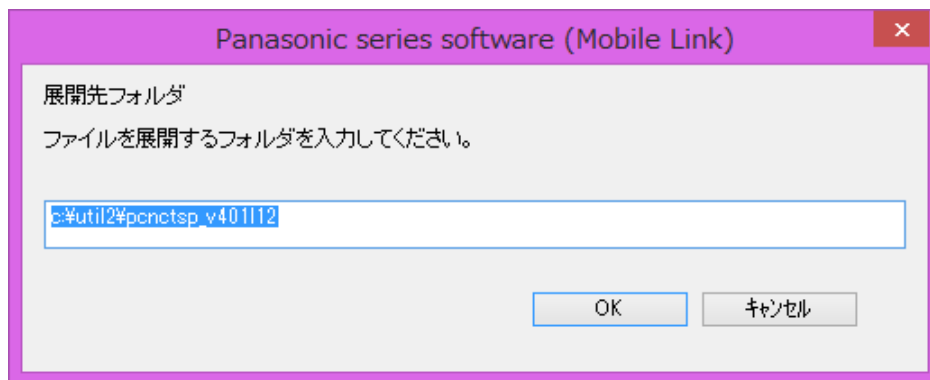 Panasonic series software (Mobile Link)
展開先フォルダ
ファイルを展開するフォルダを入力してください。
c:¥util2¥pcnctsp_v401l12
OK
キャンセル